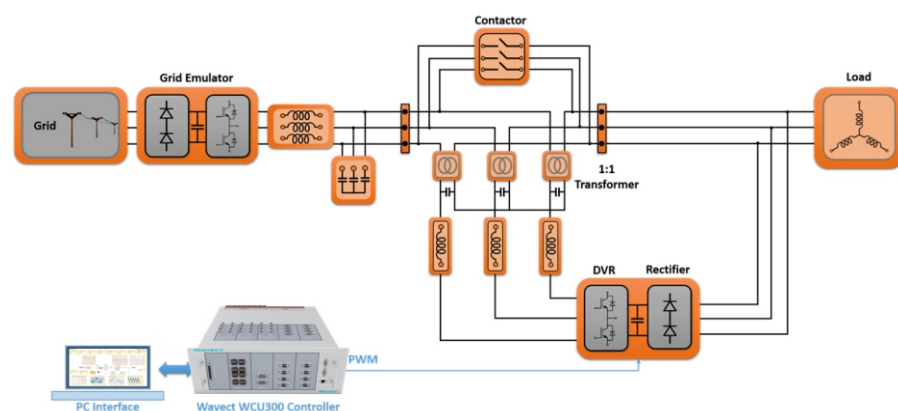 Contactor
Grid Emulator
Load
Grid
1:1
Transformer
DVR
Rectifier
PWM
PC Interface
Wavect WCU300 Controller